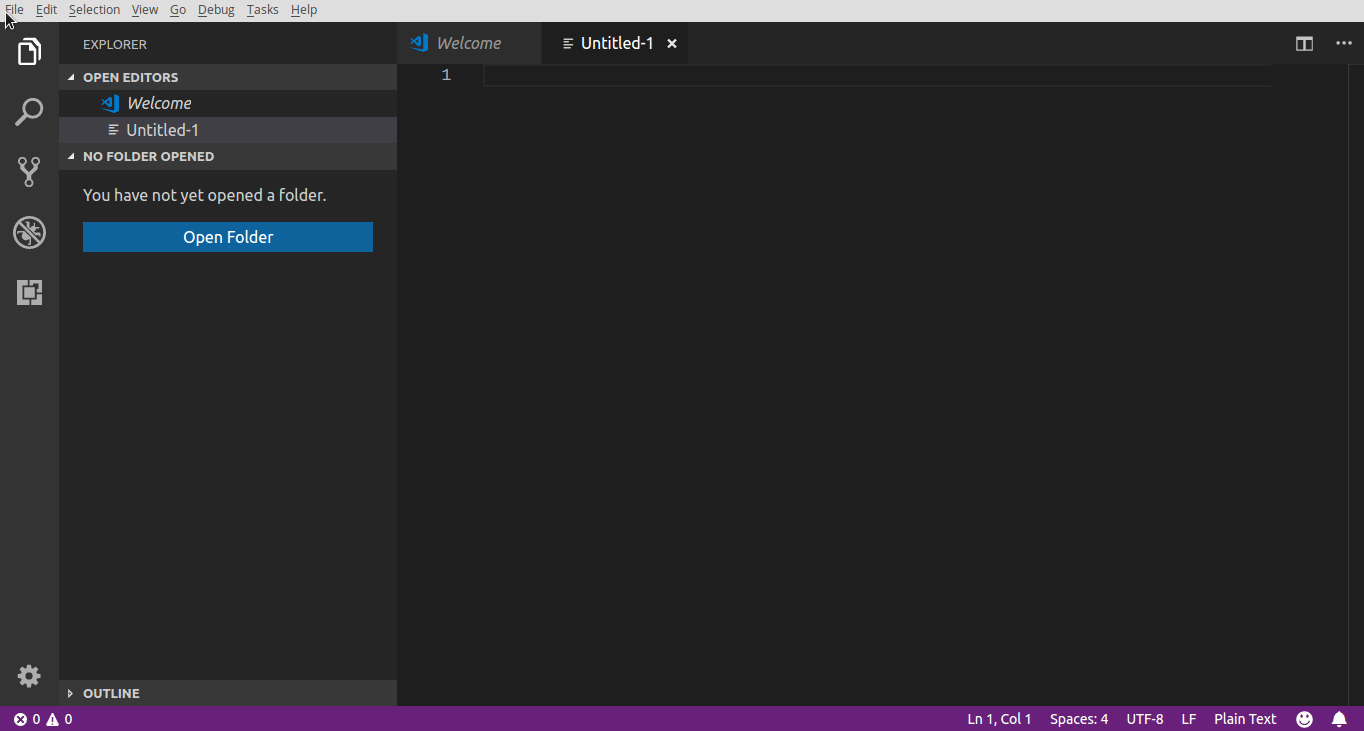 File Edit Selection View Go Debug Tasks Help
EXPLORER
OPEN EDITORS
Welcome
Untitled-1
NO FOLDER OPENED
You have not yet opened a folder.
Open Folder
OUTLINE
Welcome Untitled-1
1
0 0 Ln 1, Col 1 Spaces: 4 UTF-8 LF Plain Text